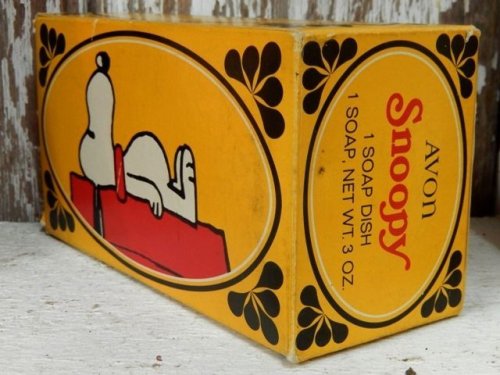 AVON
Snoopy
1 SOAP DISH
1 SOAP, NET WT. 3 OZ.